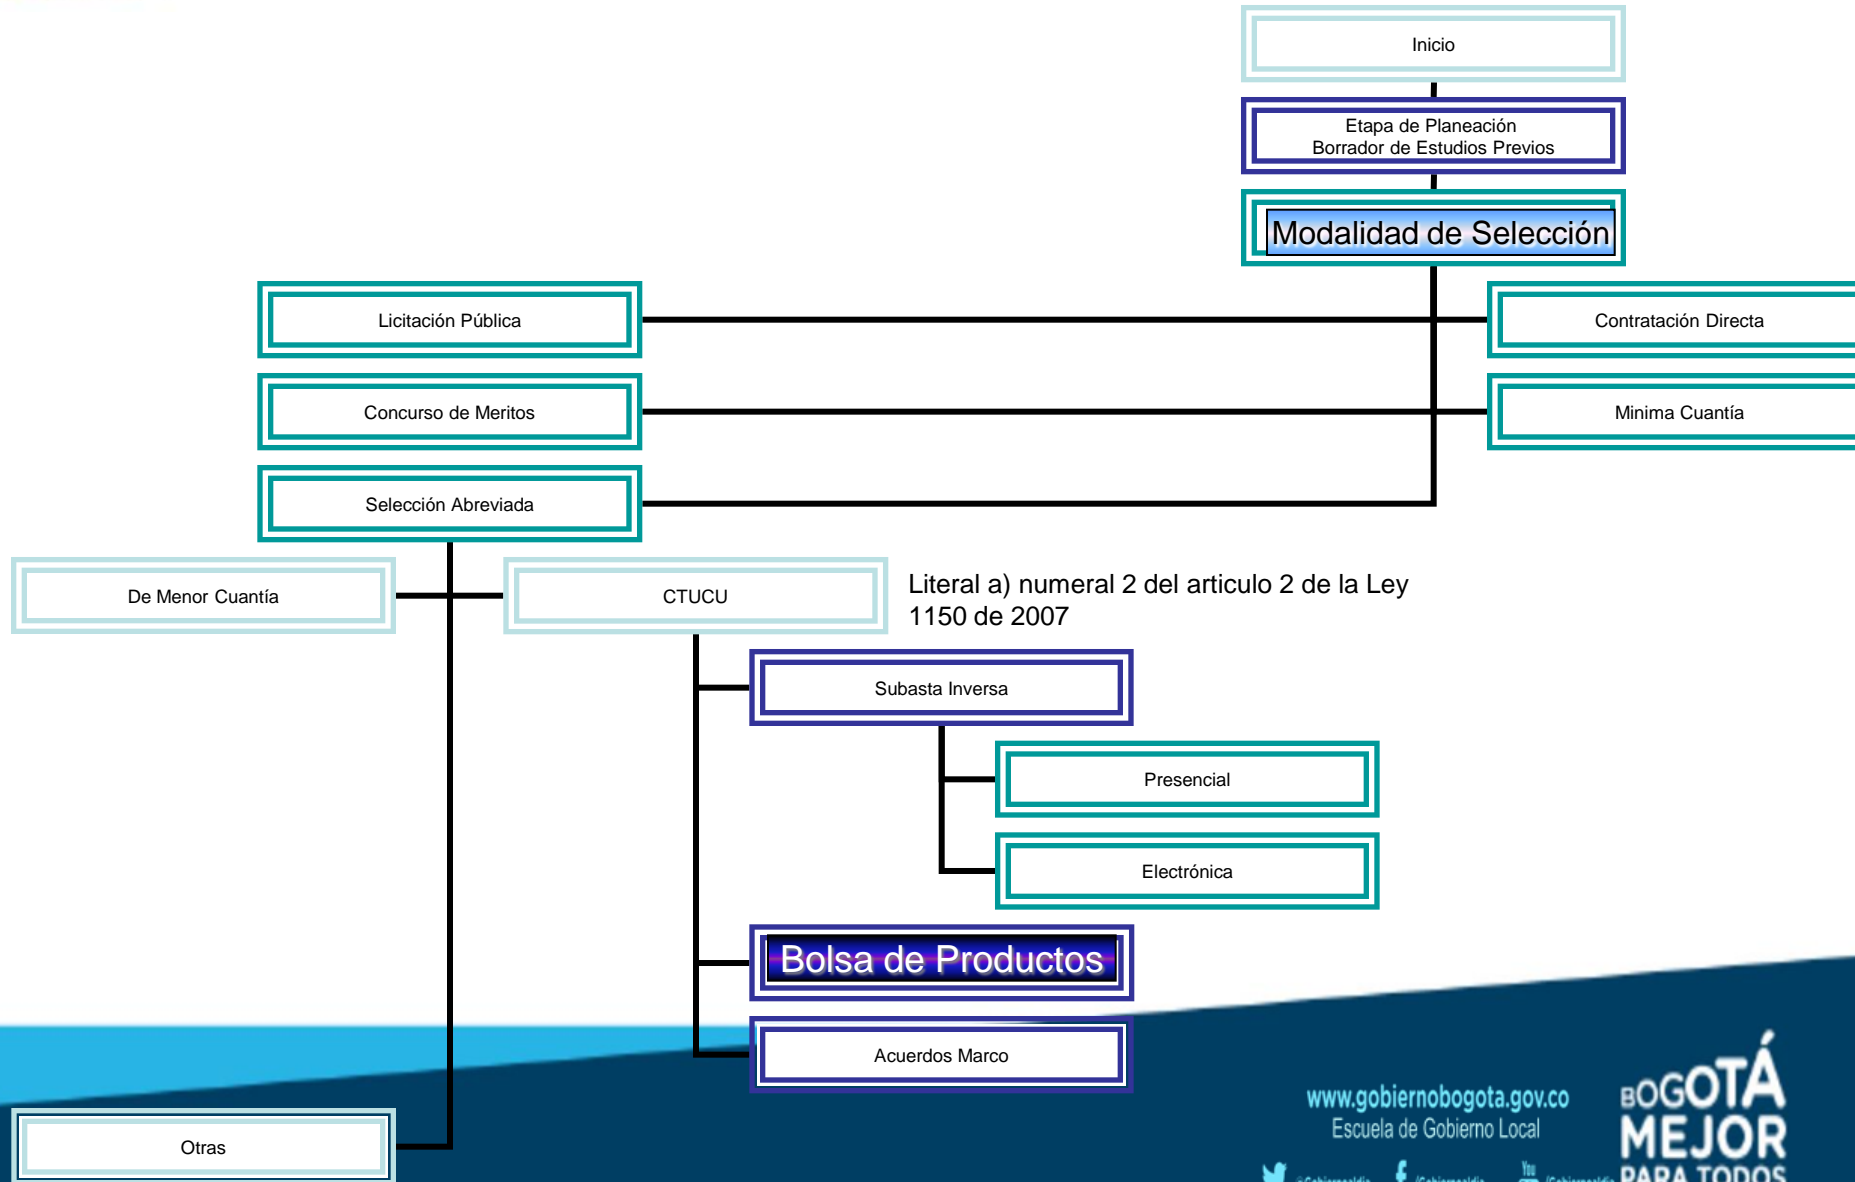 Inicio
Etapa de Planeación
Borrador de Estudios Previos
Modalidad de Selección
Licitación Pública
Contratación Directa
Concurso de Meritos
Minima Cuantía
Selección Abreviada
De Menor Cuantía
CTUCU
Literal a) numeral 2 del articulo 2 de la Ley
1150 de 2007
Subasta Inversa
Presencial
Electrónica
Bolsa de Productos
Acuerdos Marco
Otras
www.gobiernobogota.gov.co
Escuela de Gobierno Local
BOGOTÁ
MEJOR
PARA TODOS